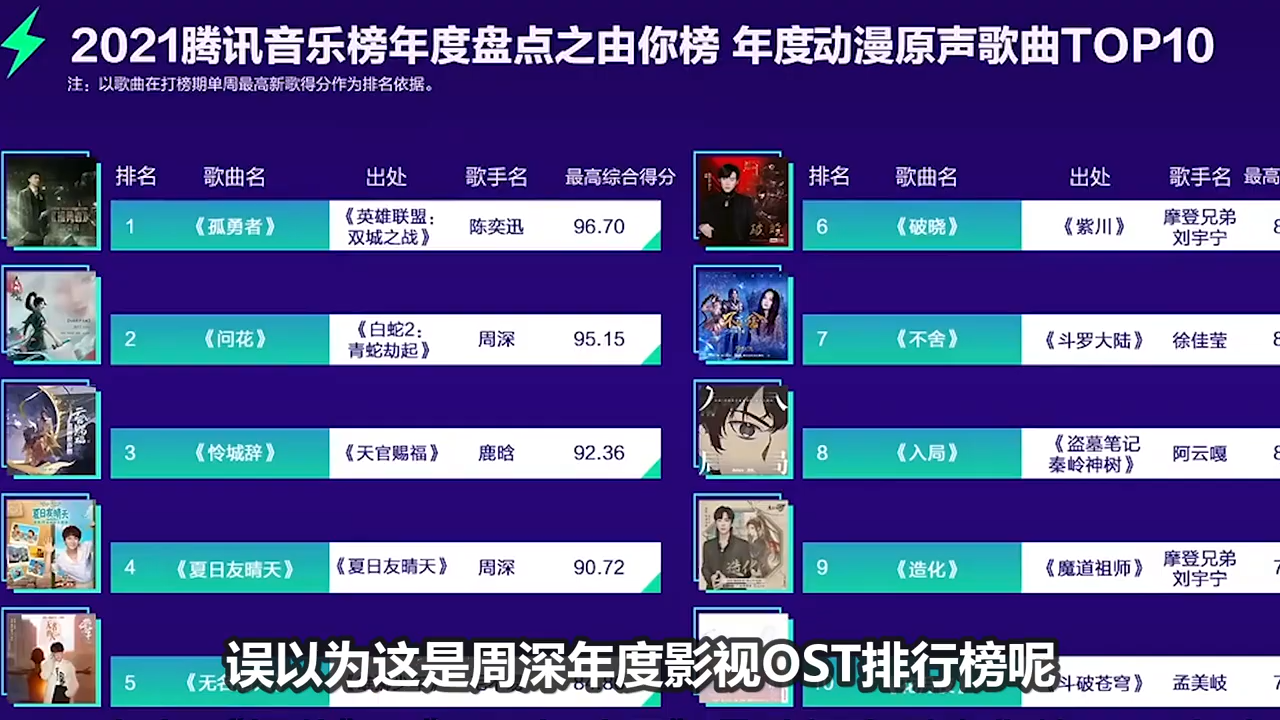 2021腾讯音乐榜年度盘点之由你榜 年度动漫原声歌曲TOP10
注：以歌曲在打榜期单周最高新歌得分作为排名依据。
排名 歌曲名 出处 歌手名 最高综合得分
1 《孤勇者》 《英雄联盟：双城之战》 陈奕迅 96.70
2 《问花》 《白蛇2：青蛇劫起》 周深 95.15
3 《怜城辞》 《天官赐福》 鹿晗 92.36
4 《夏日友晴天》 《夏日友晴天》 周深 90.72
5 《无
排名 歌曲名 出处 歌手名 最高
6 《破晓》 《紫川》 摩登兄弟刘宇宁
7 《不舍》 《斗罗大陆》 徐佳莹
8 《入局》 《盗墓笔记秦岭神树》 阿云嘎
9 《造化》 《魔道祖师》 摩登兄弟刘宇宁
斗破苍穹》 孟美岐
误以为这是周深年度影视OST排行榜呢